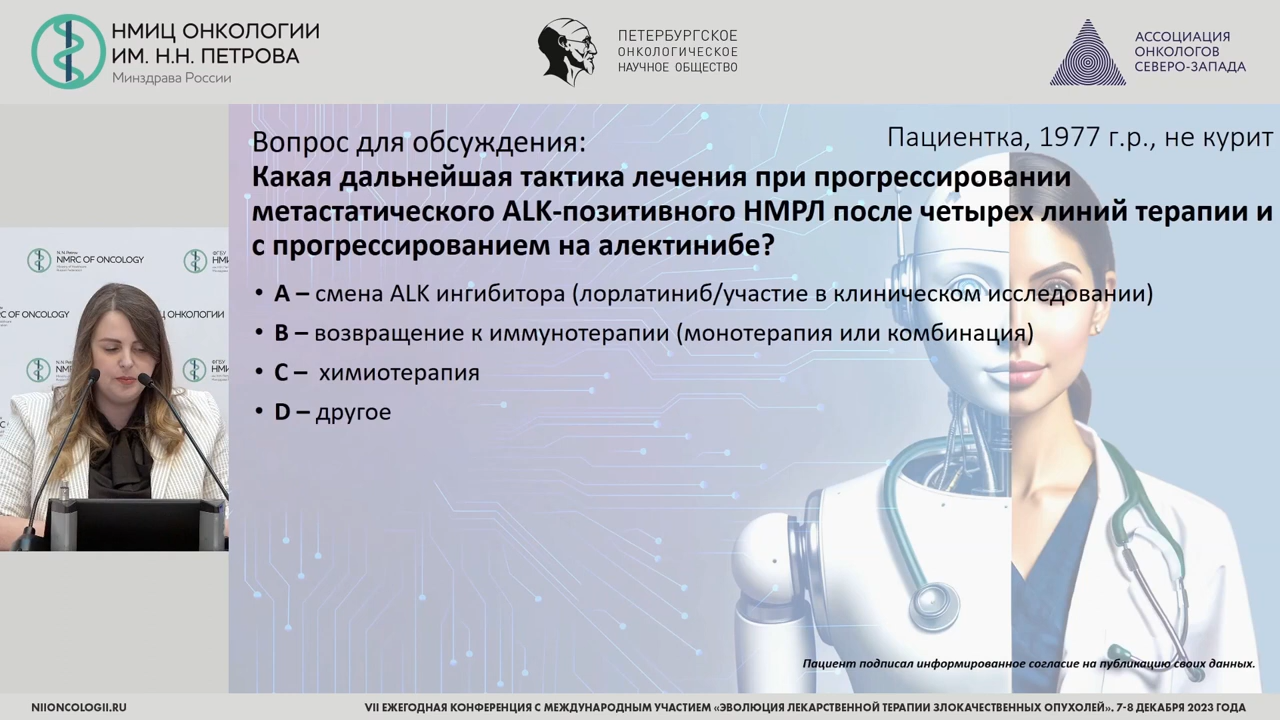 НМИЦ ОНКОЛОГИИ
ИМ. Н.Н. ПЕТРОВА
Минздрава России
ПЕТЕРБУРГСКОЕ
ОНКОЛОГИЧЕСКОЕ
НАУЧНОЕ ОБЩЕСТВО
АССОЦИАЦИЯ
ОНКОЛОГОВ
СЕВЕРО-ЗАПАДА
Пациентка, 1977 г.р., не курит
Вопрос для обсуждения:
Какая дальнейшая тактика лечения при прогрессировании
метастатического ALK-позитивного НМРЛ после четырех линий терапии и
с прогрессированием на алектинибе?
• A – смена ALK ингибитора (лорлатиниб/участие в клиническом исследовании)
• B – возвращение к иммунотерапии (монотерапия или комбинация)
• C – химиотерапия
• D – другое
NMRC OF ONCOLOGY
ФГБУ
НМИ
C OF ONCOLOGY
Ц ОНКОЛОГИИ
Пациент подписал информированное согласие на публикацию своих данных.
NIIONCOLOGII.RU
VII ЕЖЕГОДНАЯ КОНФЕРЕНЦИЯ С МЕЖДУНАРОДНЫМ УЧАСТИЕМ «ЭВОЛЮЦИЯ ЛЕКАРСТВЕННОЙ ТЕРАПИИ ЗЛОКАЧЕСТВЕННЫХ ОПУХОЛЕЙ». 7-8 ДЕКАБРЯ 2023 ГОДА